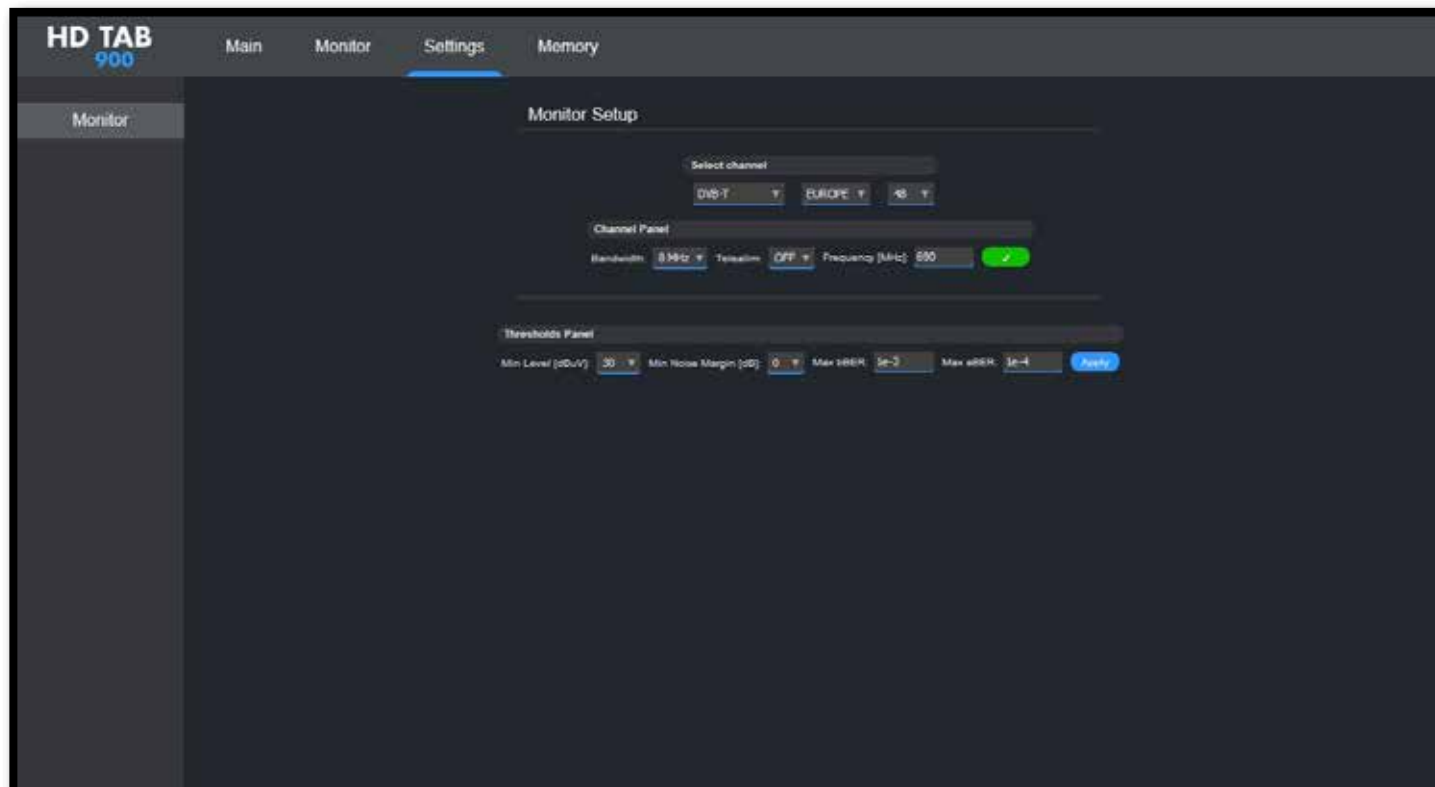 HD TAB
900
Main Monitor Settings Memory
Monitor
Monitor Setup
Select channel
DVB-T EUROPE 48
Channel Panel
Bandwidth: 8 MHz OFF Frequency [MHz]: 690
Thresholds Panel
Min Level [dBuV]: 30 Min Noise Margin [dB]: 0 Max bBER: Max aBER: 1e-4 Apply